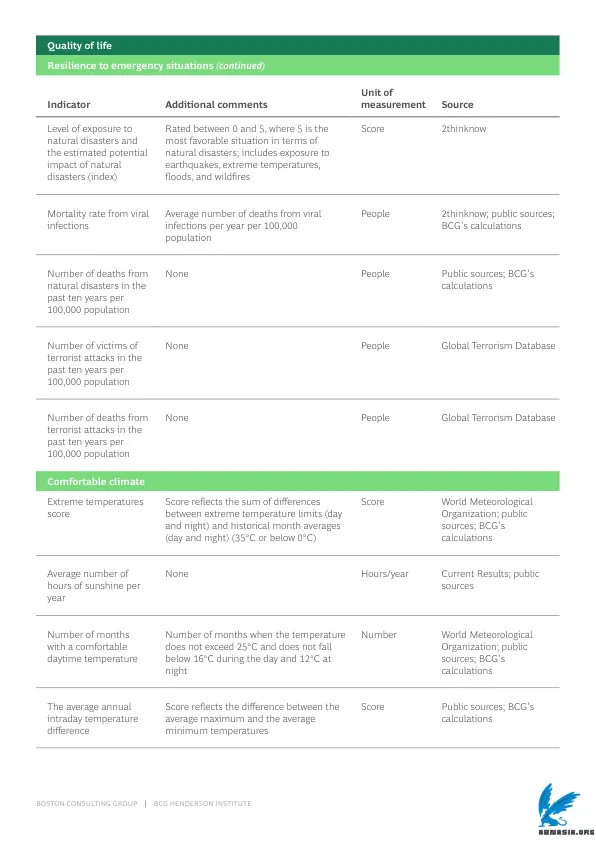 Quality of life
Resilience to emergency situations (continued)
Indicator
Additional comments
Unit of
measurement
Source
Level of exposure to
natural disasters and
the estimated potential
impact of natural
disasters (index)
Rated between 0 and 5, where 5 is the
most favorable situation in terms of
natural disasters; includes exposure to
earthquakes, extreme temperatures,
floods, and wildfires
Score
2thinknow
Mortality rate from viral
infections
Average number of deaths from viral
infections per year per 100,000
population
People
2thinknow; public sources;
BCG's calculations
Number of deaths from
natural disasters in the
past ten years per
100,000 population
None
People
Public sources; BCG's
calculations
Number of victims of
terrorist attacks in the
past ten years per
100,000 population
None
People
Global Terrorism Database
Number of deaths from
terrorist attacks in the
past ten years per
100,000 population
None
People
Global Terrorism Database
Comfortable climate
Extreme temperatures
score
Score reflects the sum of differences
between extreme temperature limits (day
and night) and historical month averages
(day and night) (35°C or below 0°C)
Score
World Meteorological
Organization; public
sources; BCG's
calculations
Average number of
hours of sunshine per
year
None
Hours/year
Current Results; public
sources
Number of months
with a comfortable
daytime temperature
Number of months when the temperature
does not exceed 25°C and does not fall
below 16°C during the day and 12°C at
night
Number
World Meteorological
Organization; public
sources; BCG's
calculations
The average annual
intraday temperature
difference
Score reflects the difference between the
average maximum and the average
minimum temperatures
Score
Public sources; BCG's
calculations
BOSTON CONSULTING GROUP | BCG HENDERSON INSTITUTE
ABNASIA.ORG